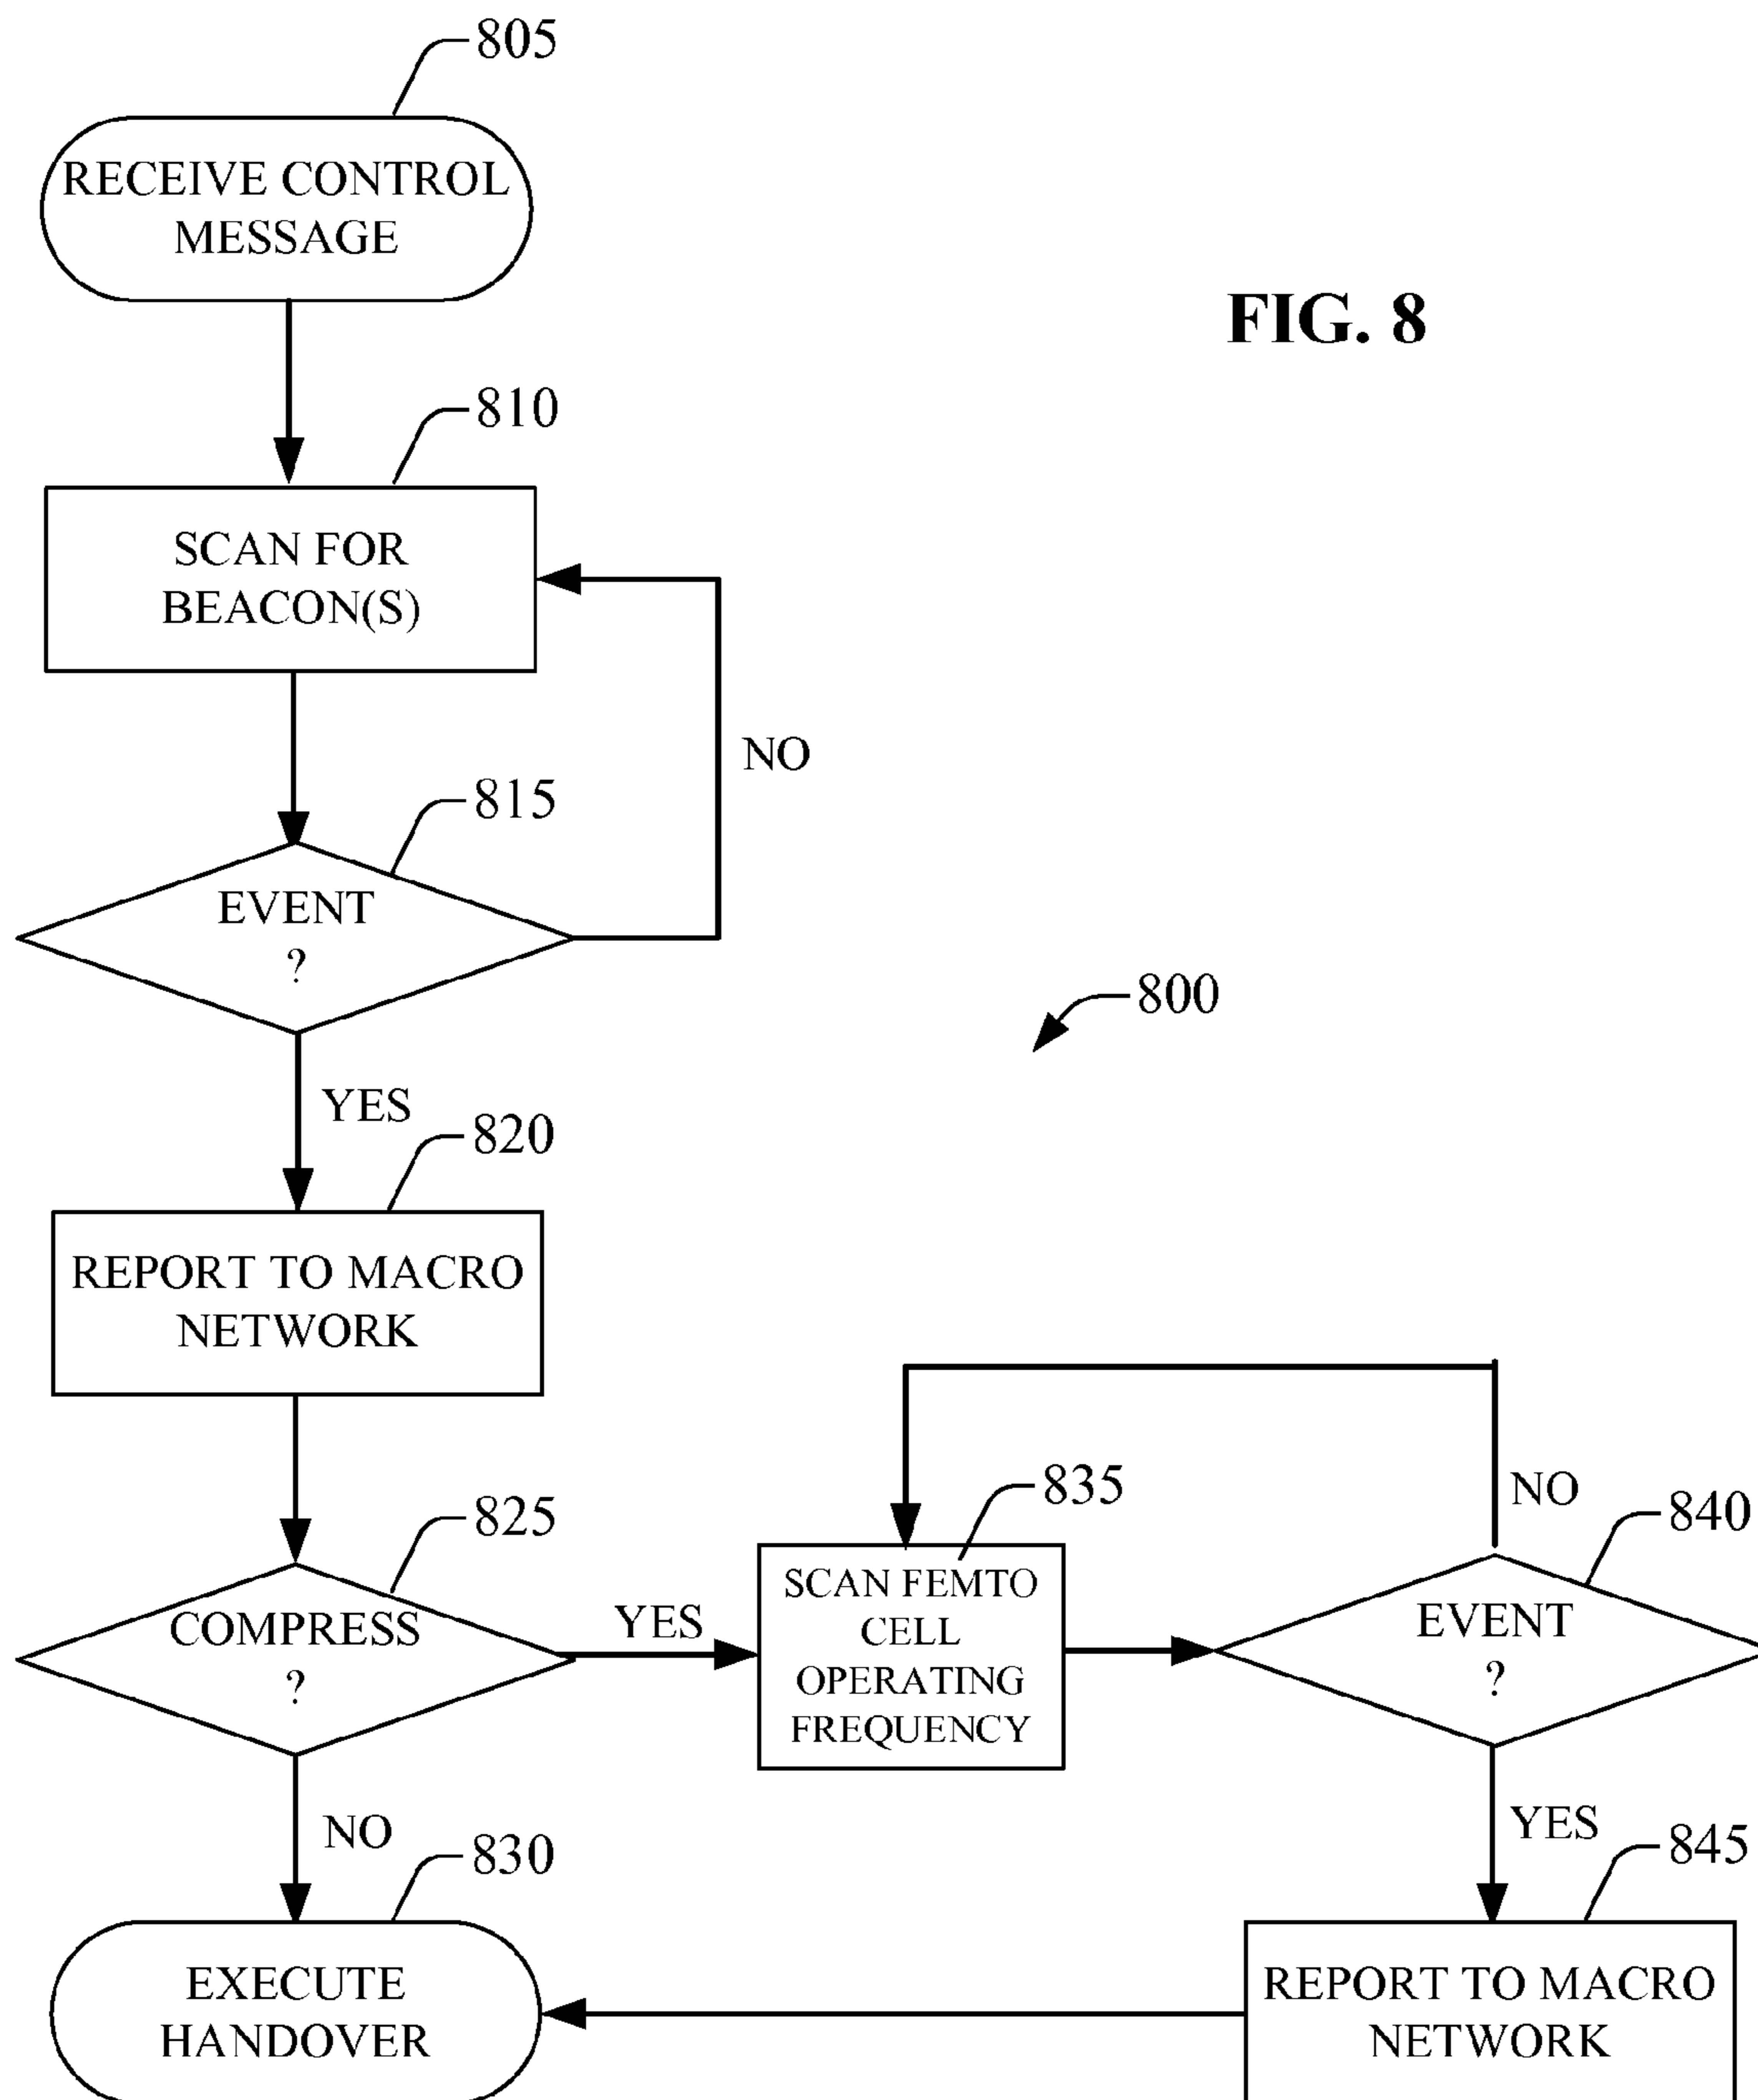 805
RECEIVE CONTROL
MESSAGE
FIG. 8
810
SCAN FOR
BEACON(S)
NO
815
EVENT
?
800
YES
820
REPORT TO MACRO
NETWORK
825
COMPRESS
?
YES
835
SCAN FEMTO
CELL
OPERATING
FREQUENCY
NO
840
EVENT
?
NO
830
EXECUTE
HANDOVER
YES
845
REPORT TO MACRO
NETWORK